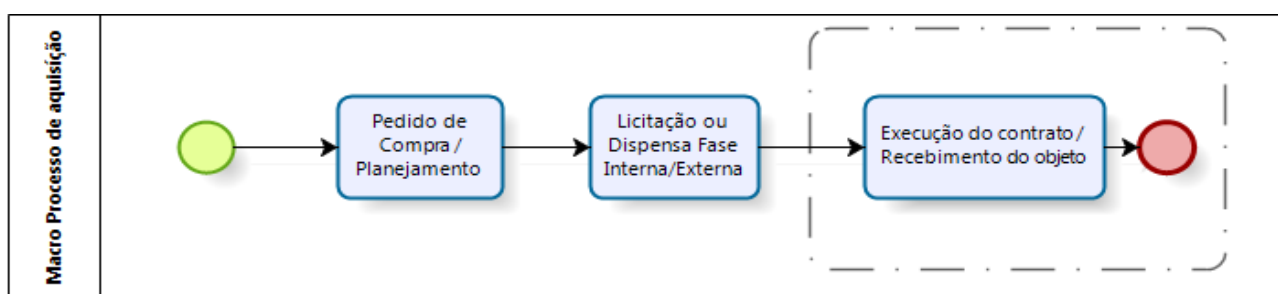 Macro Processo de aquisição
Pedido de
Compra /
Planejamento
Licitação ou
Dispensa Fase
Interna/Externa
Execução do contrato /
Recebimento do objeto